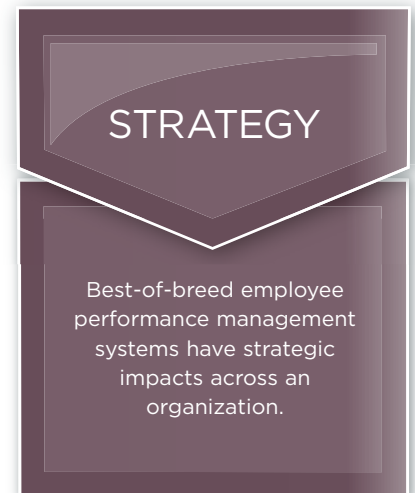 STRATEGY
Best-of-breed employee
performance management
systems have strategic
impacts across an
organization.